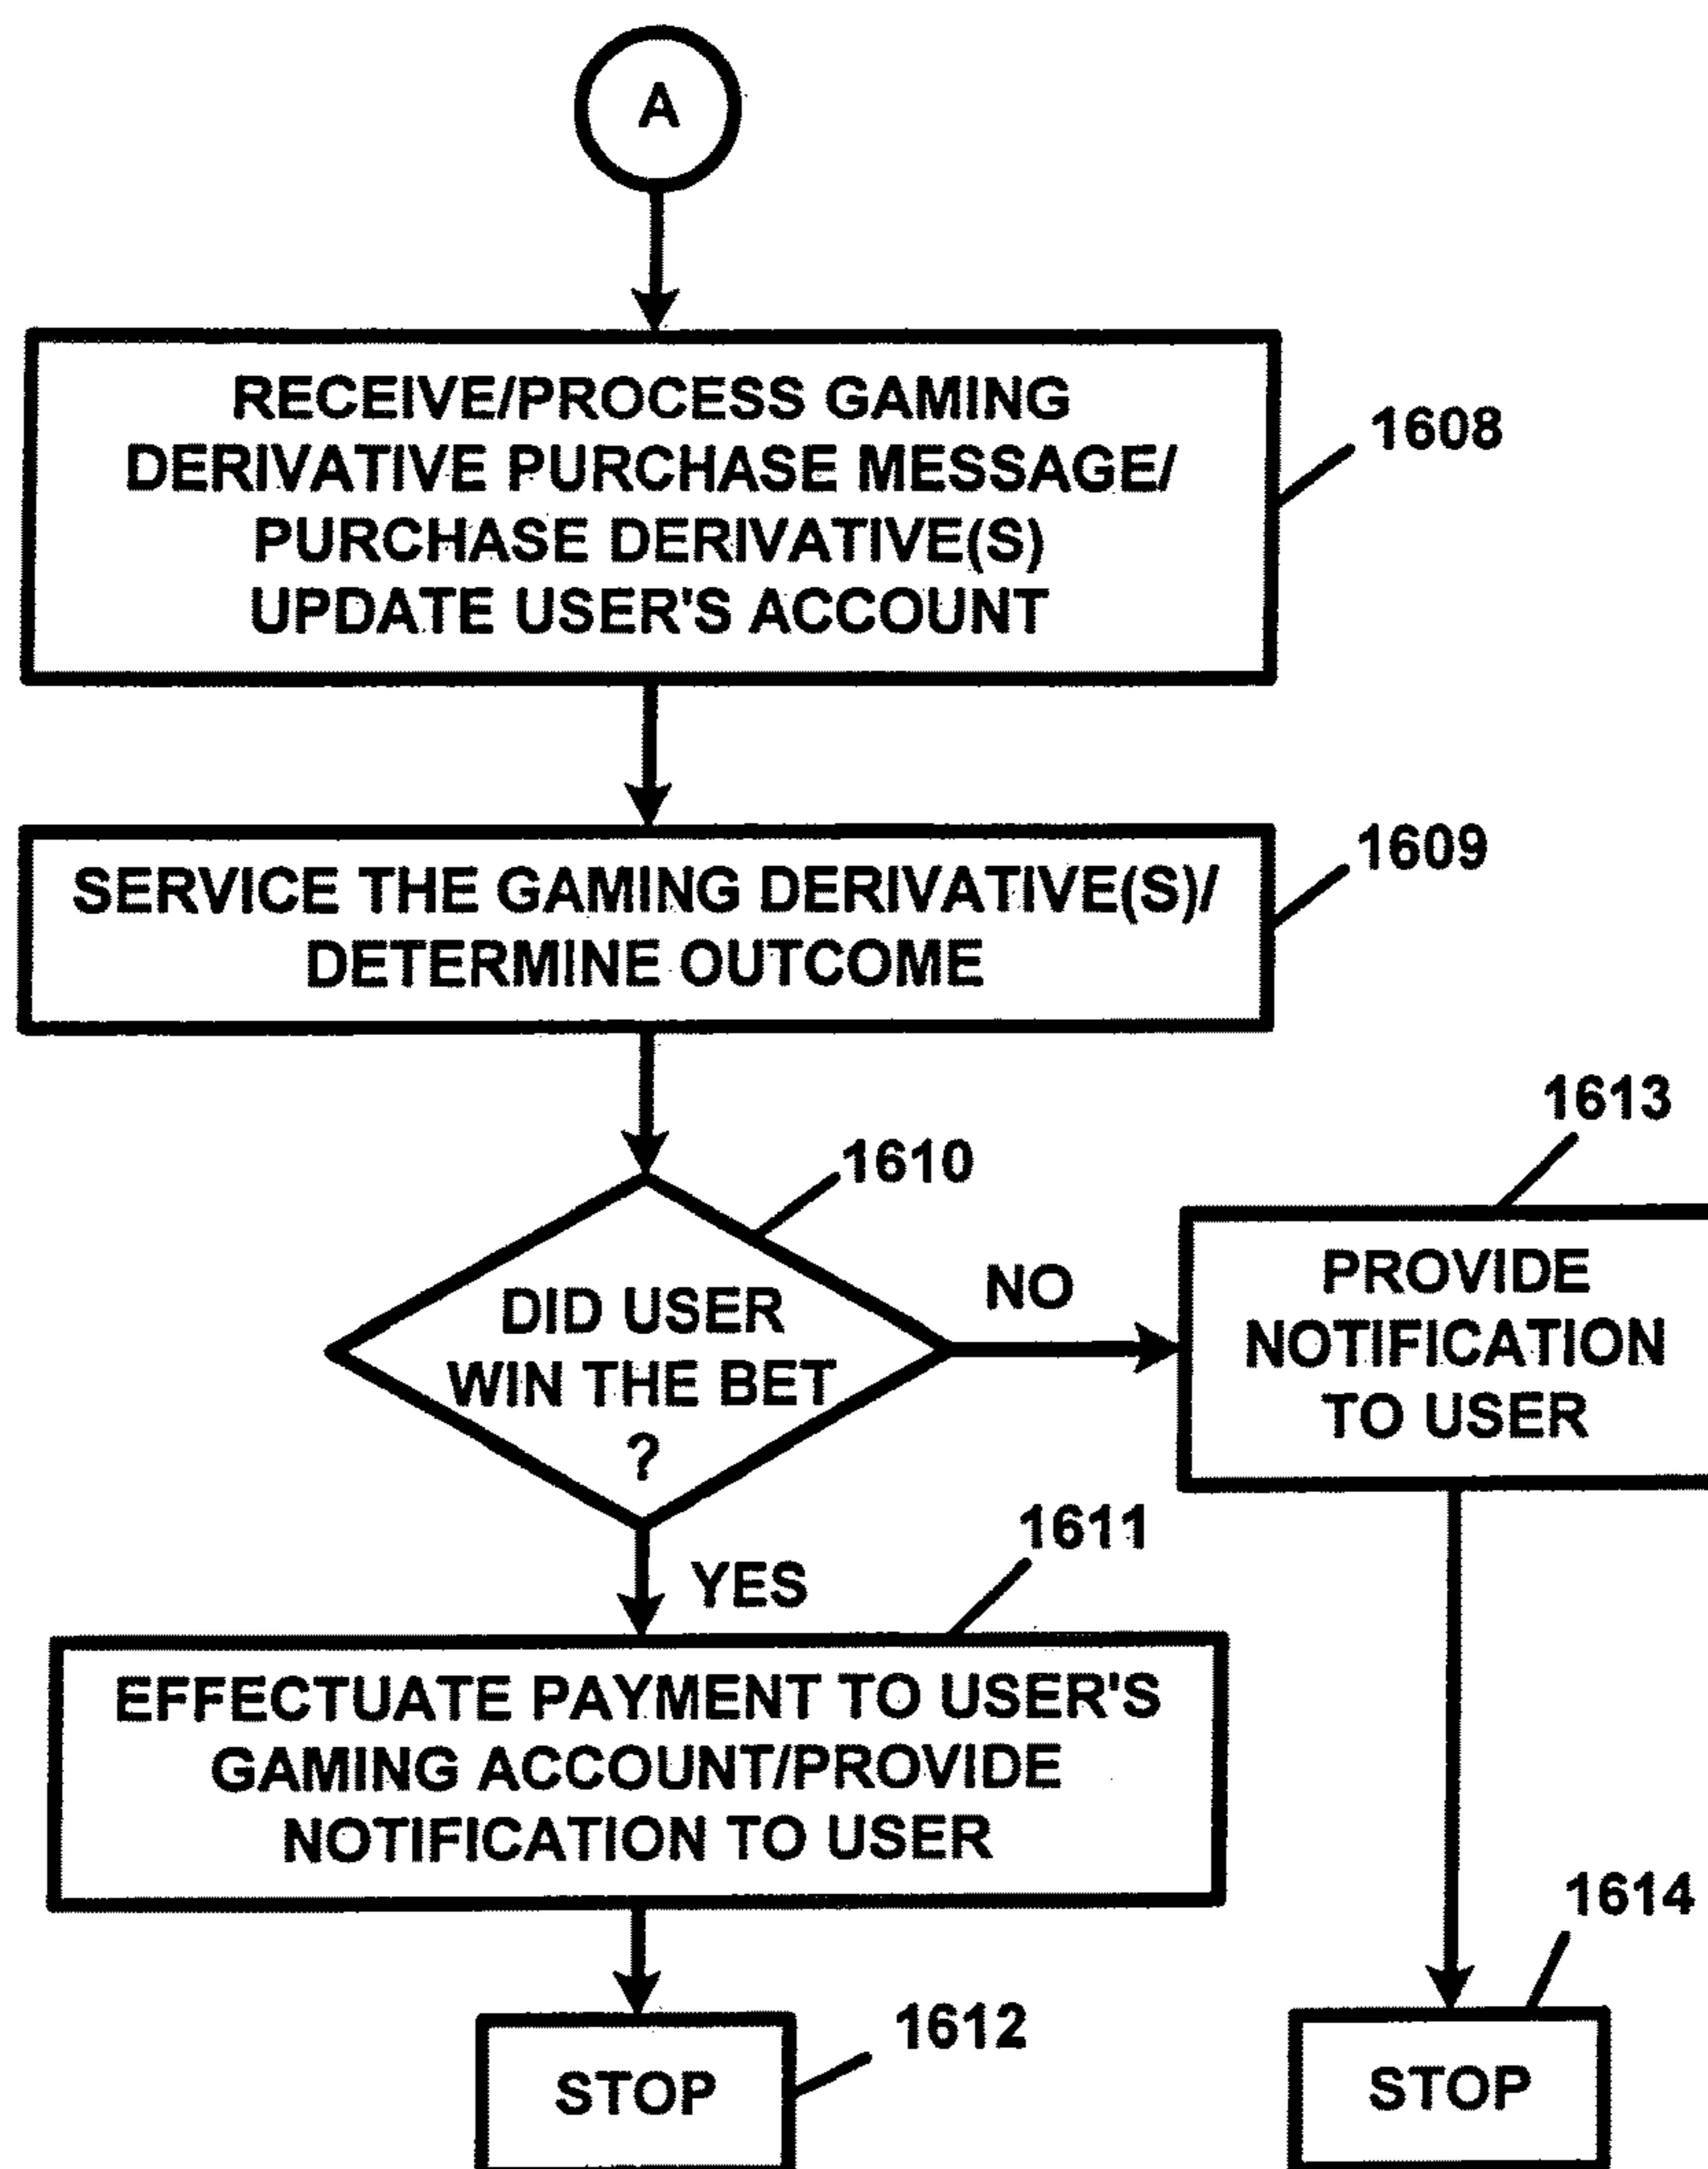 A
RECEIVE/PROCESS GAMING
DERIVATIVE PURCHASE MESSAGE/
PURCHASE DERIVATIVE(S)
UPDATE USER'S ACCOUNT
1608
SERVICE THE GAMING DERIVATIVE(S)/
DETERMINE OUTCOME
1609
1610
DID USER
WIN THE BET
?
NO
1613
PROVIDE
NOTIFICATION
TO USER
YES
1611
EFFECTUATE PAYMENT TO USER'S
GAMING ACCOUNT/PROVIDE
NOTIFICATION TO USER
STOP
1612
1614
STOP